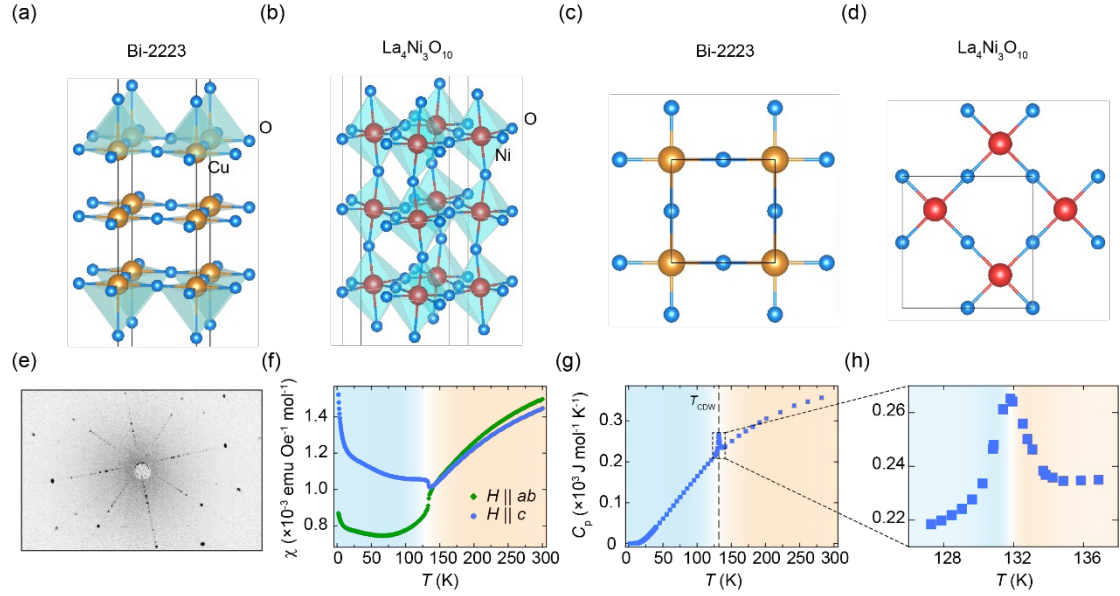 (a)
(b)
(c)
(d)
Bi-2223
La₄Ni₃O₁₀
Bi-2223
La₄Ni₃O₁₀
O
Cu
O
Ni
(e)
(f)
(g)
(h)
χ (×10⁻³ emu Oe⁻¹ mol⁻¹)
1.4
1.2
1.0
0.8
0 50 100 150 200 250 300
T (K)
H || ab
H || c
Cₚ (×10³ J mol⁻¹ K⁻¹)
0 50 100 150 200 250 300
T_CDW
0.3
0.2
0.1
0
T (K)
0.26
0.24
0.22
128 132 136
T (K)